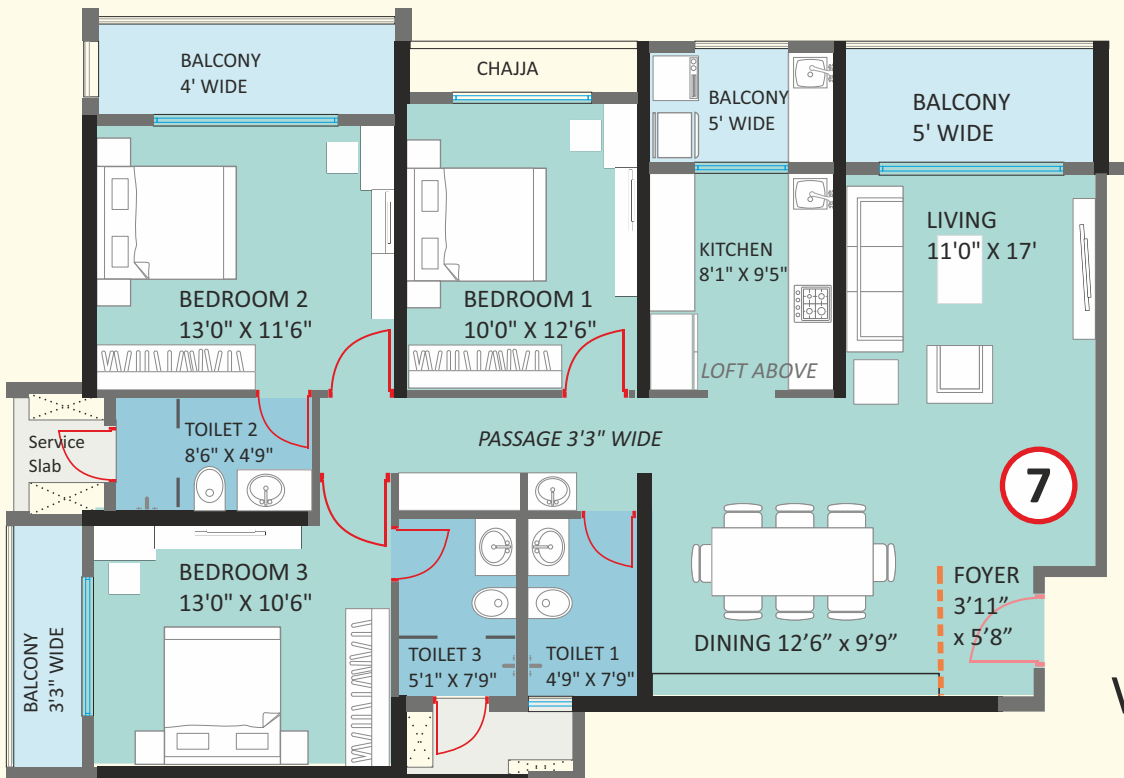 BALCONY
4' WIDE
CHAJJA
BALCONY
5' WIDE
BALCONY
5' WIDE
LIVING
11'0" X 17'
KITCHEN
8'1" X 9'5"
BEDROOM 2
13'0" X 11'6"
BEDROOM 1
10'0" X 12'6"
LOFT ABOVE
Service
Slab
TOILET 2
8'6" X 4'9"
PASSAGE 3'3" WIDE
7
BEDROOM 3
13'0" X 10'6"
FOYER
3’11”
x 5’8”
BALCONY
3'3" WIDE
TOILET 3
5'1" X 7'9"
TOILET 1
4'9" X 7'9"
DINING 12’6” x 9’9”